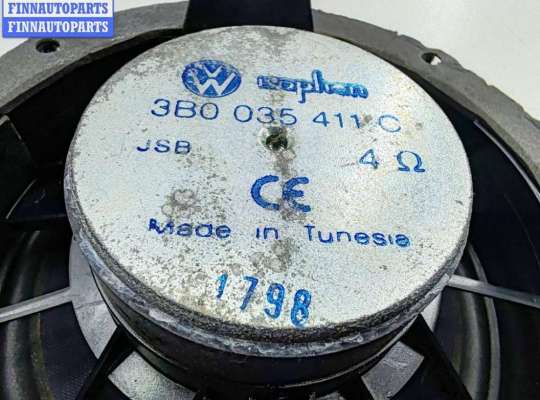 FINNAUTOPARTS
FINNAUTOPARTS
VW
3B0 035 411 C
JSB 4 Ω
CE
Made in Tunesia
1798